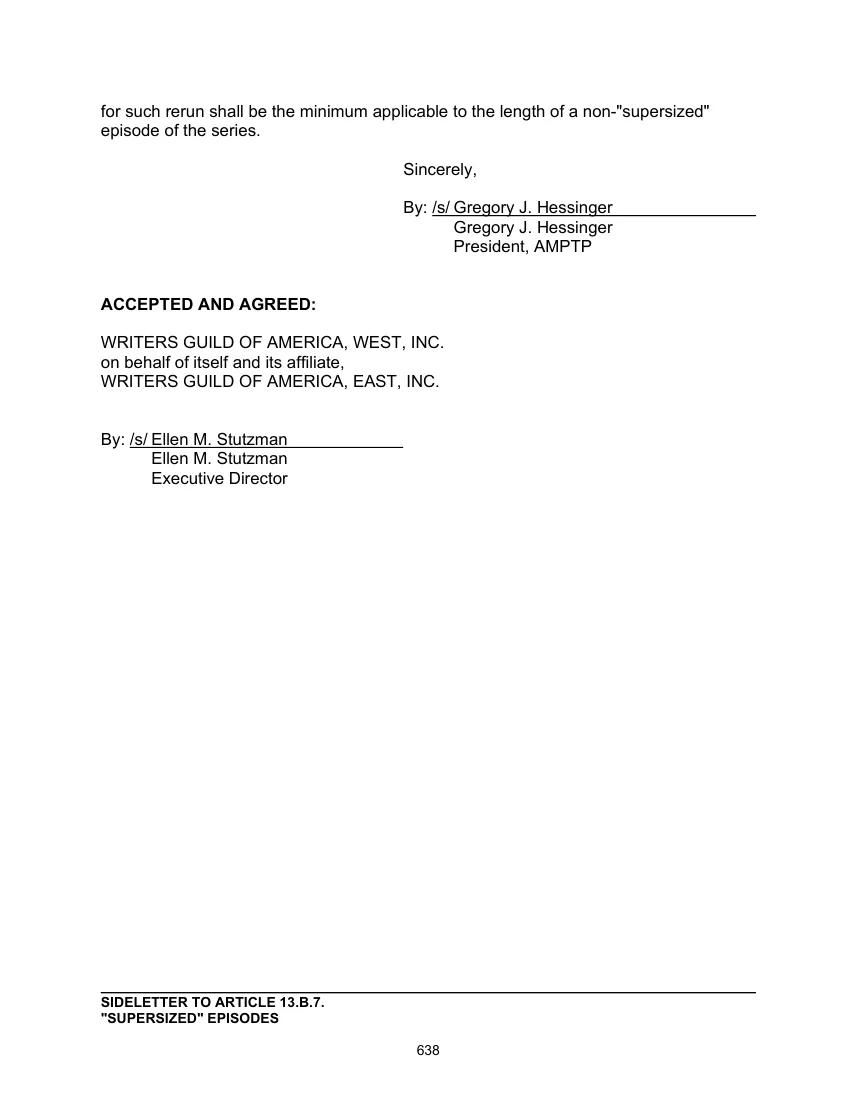 for such rerun shall be the minimum applicable to the length of a non-"supersized"
episode of the series.
Sincerely,
By: /s/ Gregory J. Hessinger
Gregory J. Hessinger
President, AMPTP
ACCEPTED AND AGREED:
WRITERS GUILD OF AMERICA, WEST, INC.
on behalf of itself and its affiliate,
WRITERS GUILD OF AMERICA, EAST, INC.
By: /s/ Ellen M. Stutzman
Ellen M. Stutzman
Executive Director
SIDELETTER TO ARTICLE 13.B.7.
"SUPERSIZED" EPISODES
638